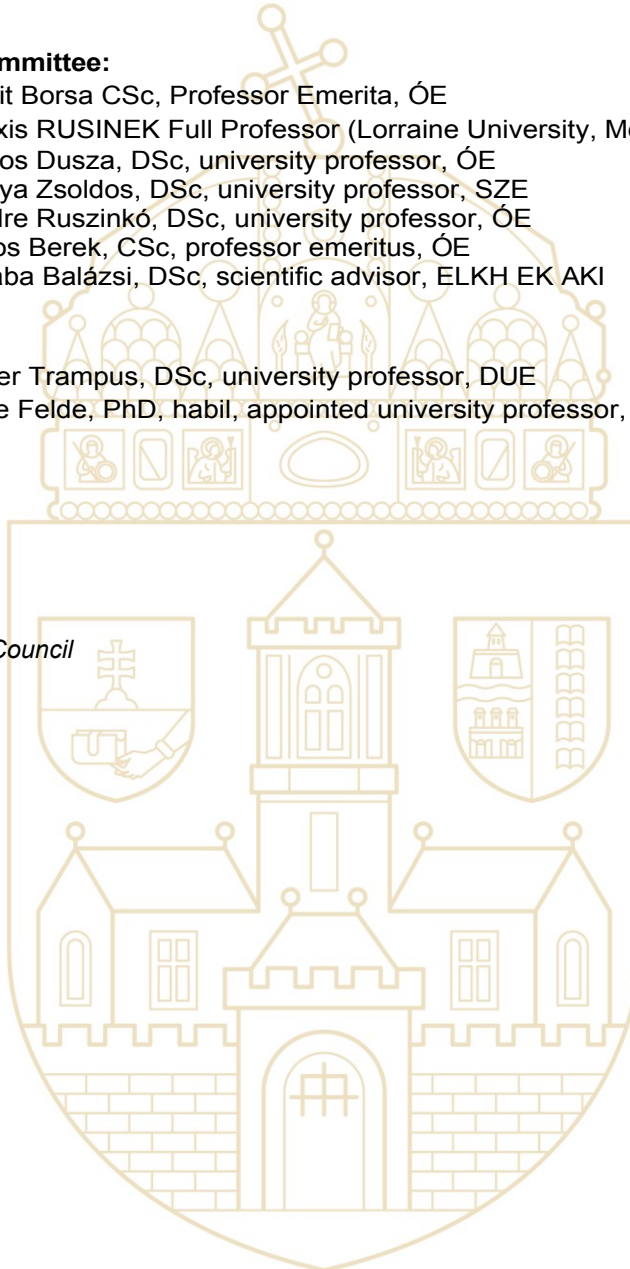 mmittee:
it Borsa CSc, Professor Emerita, ÓE
xis RUSINEK Full Professor (Lorraine University, Me
os Dusza, DSc, university professor, ÓE
ya Zsoldos, DSc, university professor, SZE
dre Ruszinkó, DSc, university professor, ÓE
os Berek, CSc, professor emeritus, ÓE
aba Balázsi, DSc, scientific advisor, ELKH EK AKI
er Trampus, DSc, university professor, DUE
e Felde, PhD, habil, appointed university professor,
Council